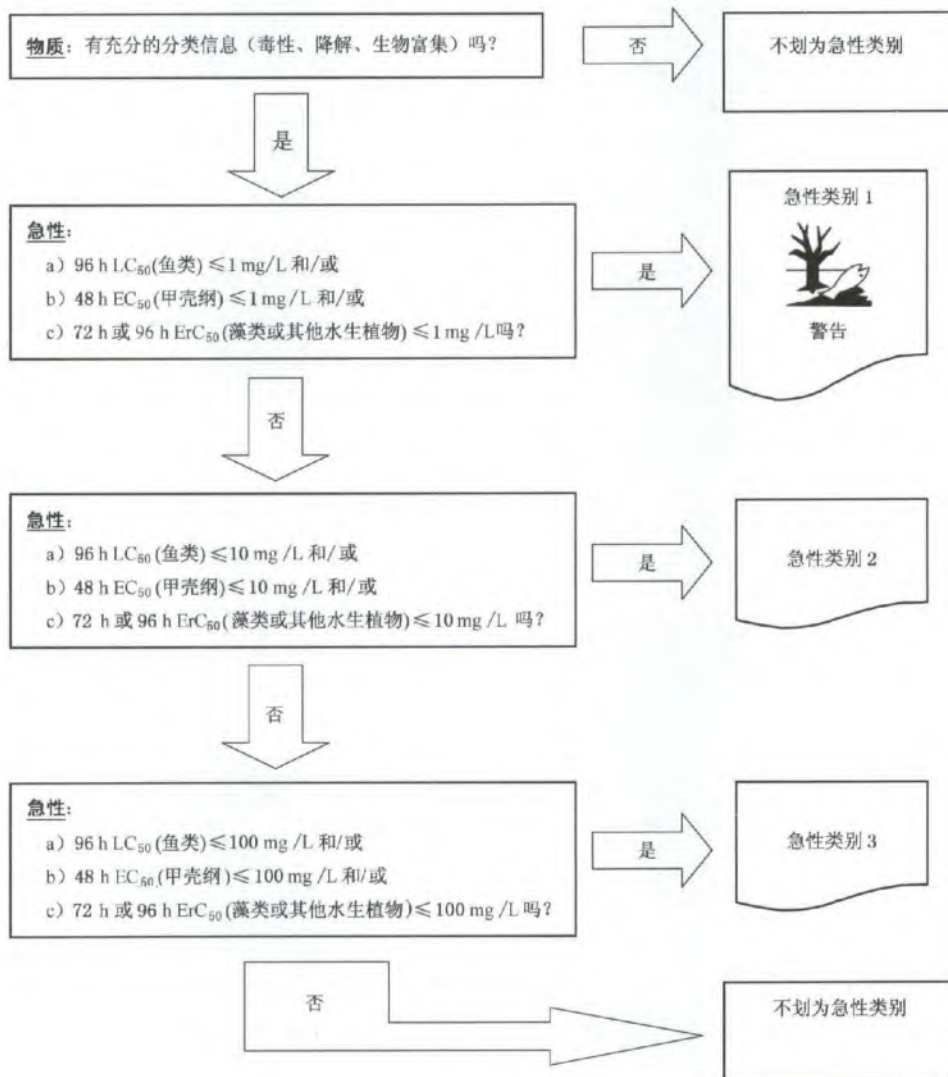 物质：有充分的分类信息（毒性、降解、生物富集）吗？
否
不划为急性类别
是
急性：
a）96 h LC50(鱼类)≤1 mg/L 和/或
b）48 h EC50(甲壳纲)≤1 mg/L 和/或
c）72 h 或 96 h ErC50(藻类或其他水生植物)≤1 mg/L吗？
是
急性类别 1
警告
否
急性：
a）96 h LC50(鱼类)≤10 mg/L 和/或
b）48 h EC50(甲壳纲)≤10 mg/L 和/或
c）72 h 或 96 h ErC50(藻类或其他水生植物)≤10 mg/L 吗？
是
急性类别 2
否
急性：
a）96 h LC50(鱼类)≤100 mg/L 和/或
b）48 h EC50(甲壳纲)≤100 mg/L 和/或
c）72 h 或 96 h ErC50(藻类或其他水生植物)≤100 mg/L吗？
是
急性类别 3
否
不划为急性类别